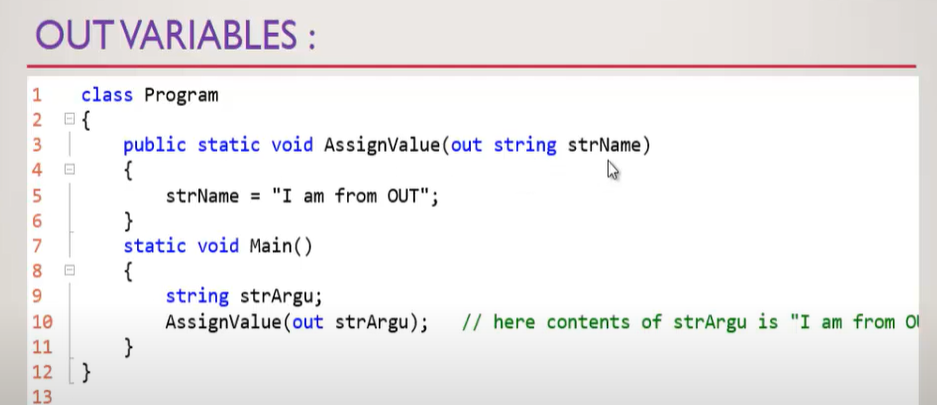 OUT VARIABLES :
1 class Program
2 {
3 public static void AssignValue(out string strName)
4 {
5 strName = "I am from OUT";
6 }
7 static void Main()
8 {
9 string strArgu;
10 AssignValue(out strArgu); // here contents of strArgu is "I am from
11 }
12 }
13